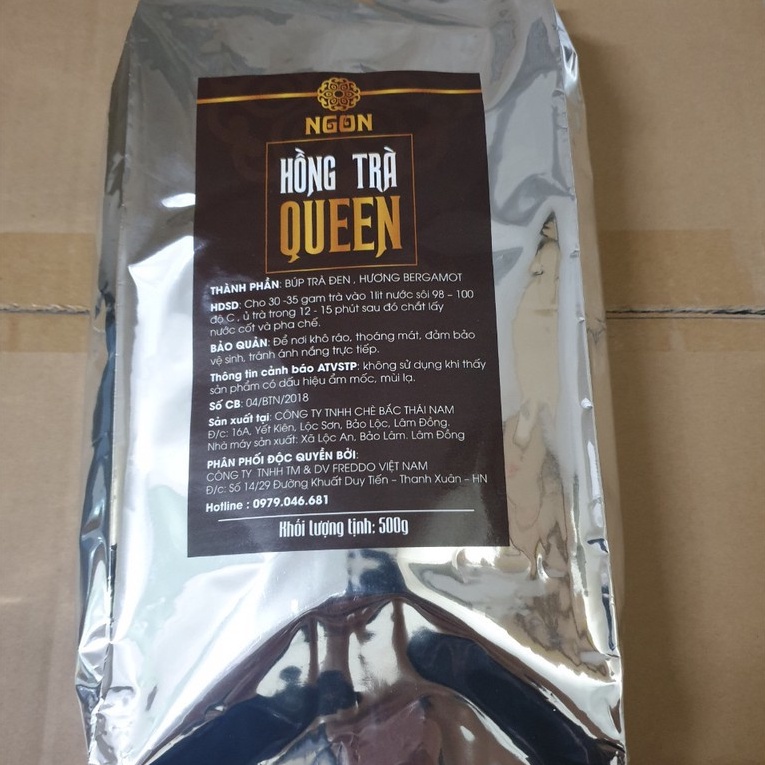 NGON
HỒNG TRÀ
QUEEN
THÀNH PHẦN: BÚP TRÀ ĐEN , HƯƠNG BERGAMOT
HDSD: Cho 30 -35 gam trà vào 1lit nước sôi 98 – 100
độ C , ủ trà trong 12 - 15 phút sau đó chắt lấy
nước cốt và pha chế.
BẢO QUẢN: Để nơi khô ráo, thoáng mát, đảm bảo
vệ sinh, tránh ánh nắng trực tiếp.
Thông tin cảnh báo ATVSTP: không sử dụng khi thấy
sản phẩm có dấu hiệu ẩm mốc, mùi lạ.
Số CB: 04/BTN/2018
Sản xuất tại: CÔNG TY TNHH CHÈ BẮC THÁI NAM
Đ/c: 16A, Yết Kiên, Lộc Sơn, Bảo Lộc, Lâm Đồng.
Nhà máy sản xuất: Xã Lộc An, Bảo Lâm, Lâm Đồng
PHÂN PHỐI ĐỘC QUYỀN BỞI:
CÔNG TY TNHH TM & DV FREDDO VIỆT NAM
Đ/c: Số 14/29 Đường Khuất Duy Tiến – Thanh Xuân – HN
Hotline : 0979.046.681
Khối lượng tịnh: 500g